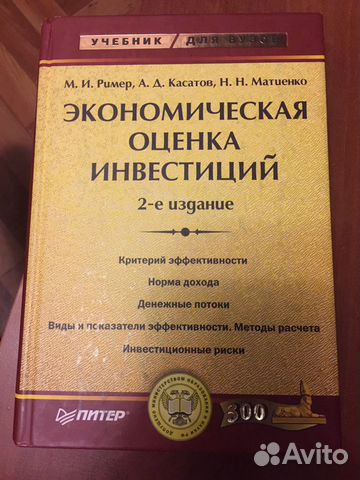 УЧЕБНИК ДЛЯ ВУЗОВ
М. И. Ример, А. Д. Касатов, Н. Н. Матиенко
ЭКОНОМИЧЕСКАЯ
ОЦЕНКА
ИНВЕСТИЦИЙ
2-е издание
Критерий эффективности
Норма дохода
Денежные потоки
Виды и показатели эффективности. Методы расчета
Инвестиционные риски
ПИТЕР
300
Avito